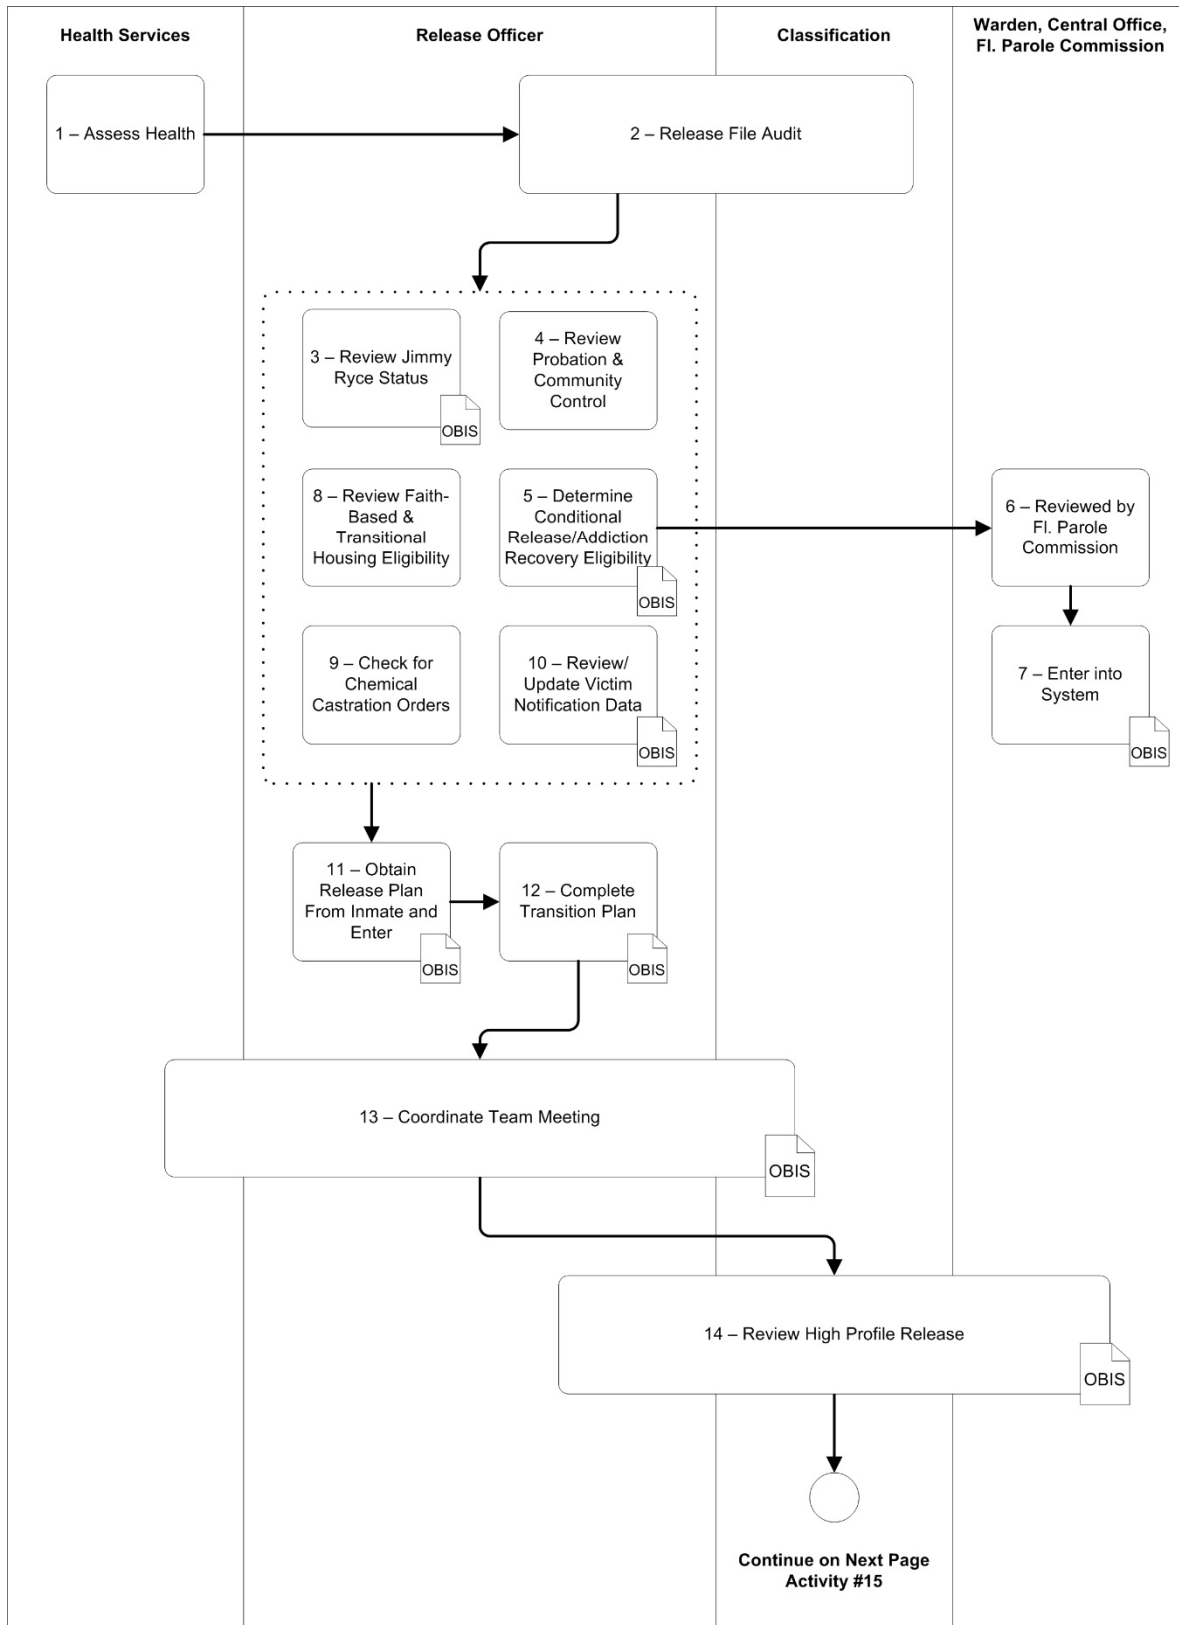 Health Services
Release Officer
Classification
Warden, Central Office,
Fl. Parole Commission
1 – Assess Health
2 – Release File Audit
3 – Review Jimmy
Ryce Status
OBIS
4 – Review
Probation &
Community
Control
8 – Review Faith-
Based &
Transitional
Housing Eligibility
5 – Determine
Conditional
Release/Addiction
Recovery Eligibility
OBIS
6 – Reviewed by
Fl. Parole
Commission
9 – Check for
Chemical
Castration Orders
10 – Review/
Update Victim
Notification Data
OBIS
7 – Enter into
System
OBIS
11 – Obtain
Release Plan
From Inmate and
Enter
OBIS
12 – Complete
Transition Plan
OBIS
13 – Coordinate Team Meeting
OBIS
14 – Review High Profile Release
OBIS
Continue on Next Page
Activity #15